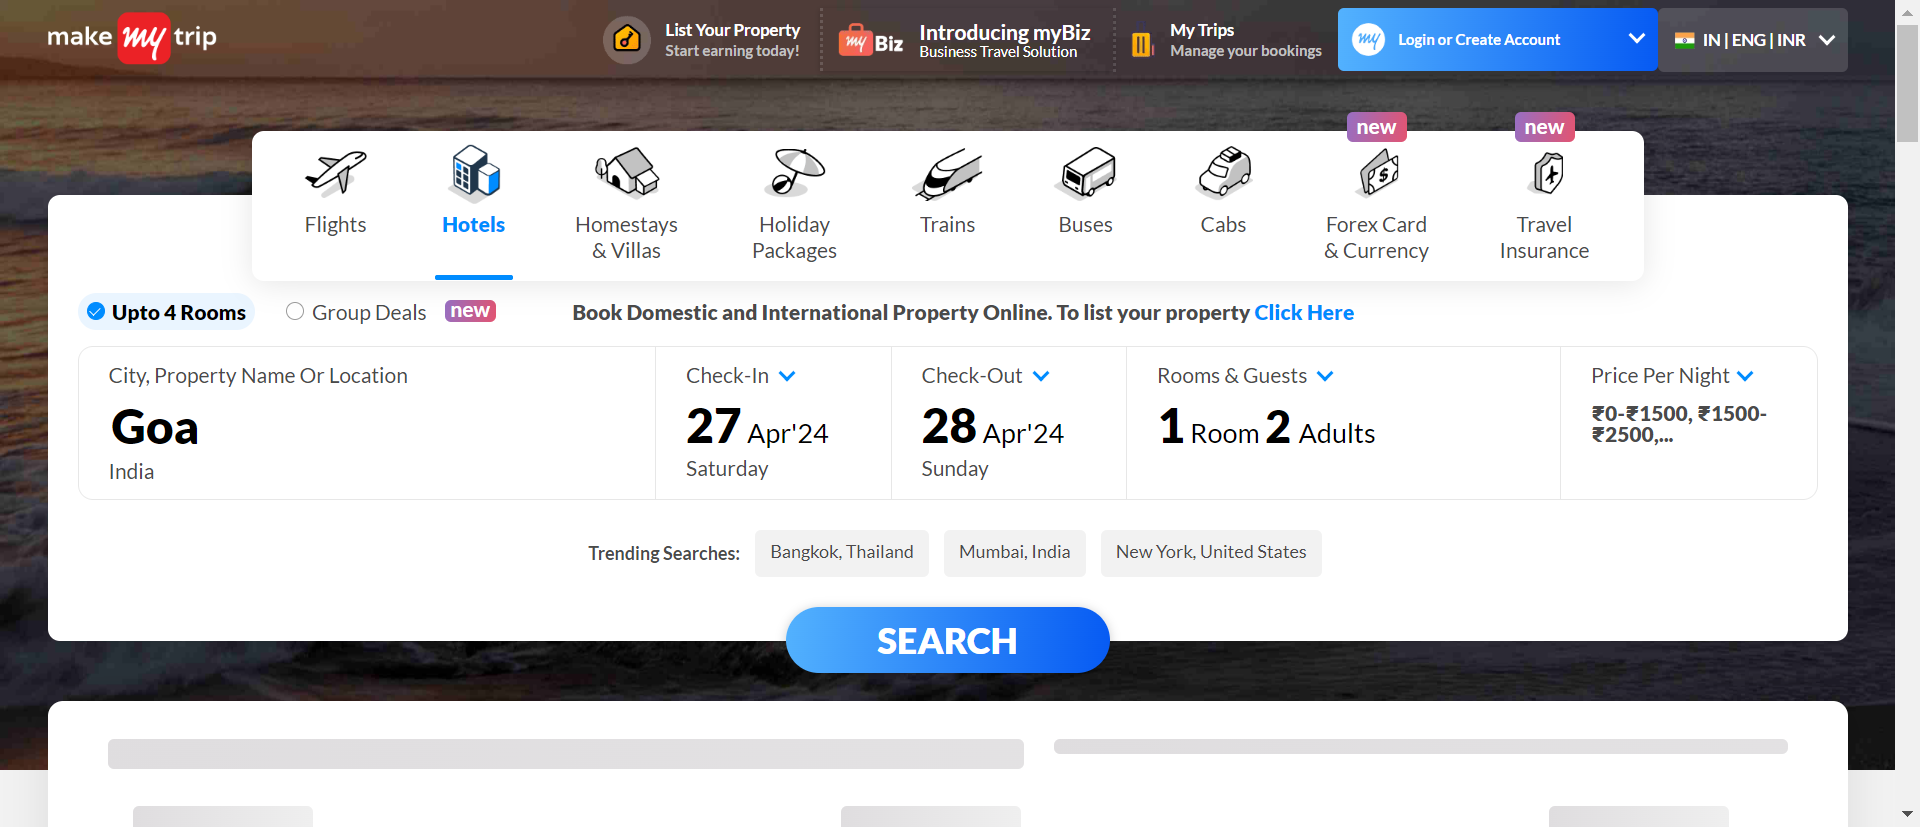 make my trip
List Your Property
Start earning today!
my Biz
Introducing myBiz
Business Travel Solution
My Trips
Manage your bookings
my
Login or Create Account
IN | ENG | INR
new
new
Flights
Hotels
Homestays
& Villas
Holiday
Packages
Trains
Buses
Cabs
Forex Card
& Currency
Travel
Insurance
Upto 4 Rooms
Group Deals
new
Book Domestic and International Property Online. To list your property Click Here
City, Property Name Or Location
Goa
India
Check-In
27 Apr'24
Saturday
Check-Out
28 Apr'24
Sunday
Rooms & Guests
1 Room 2 Adults
Price Per Night
₹0-₹1500, ₹1500-
₹2500,...
Trending Searches:
Bangkok, Thailand
Mumbai, India
New York, United States
SEARCH